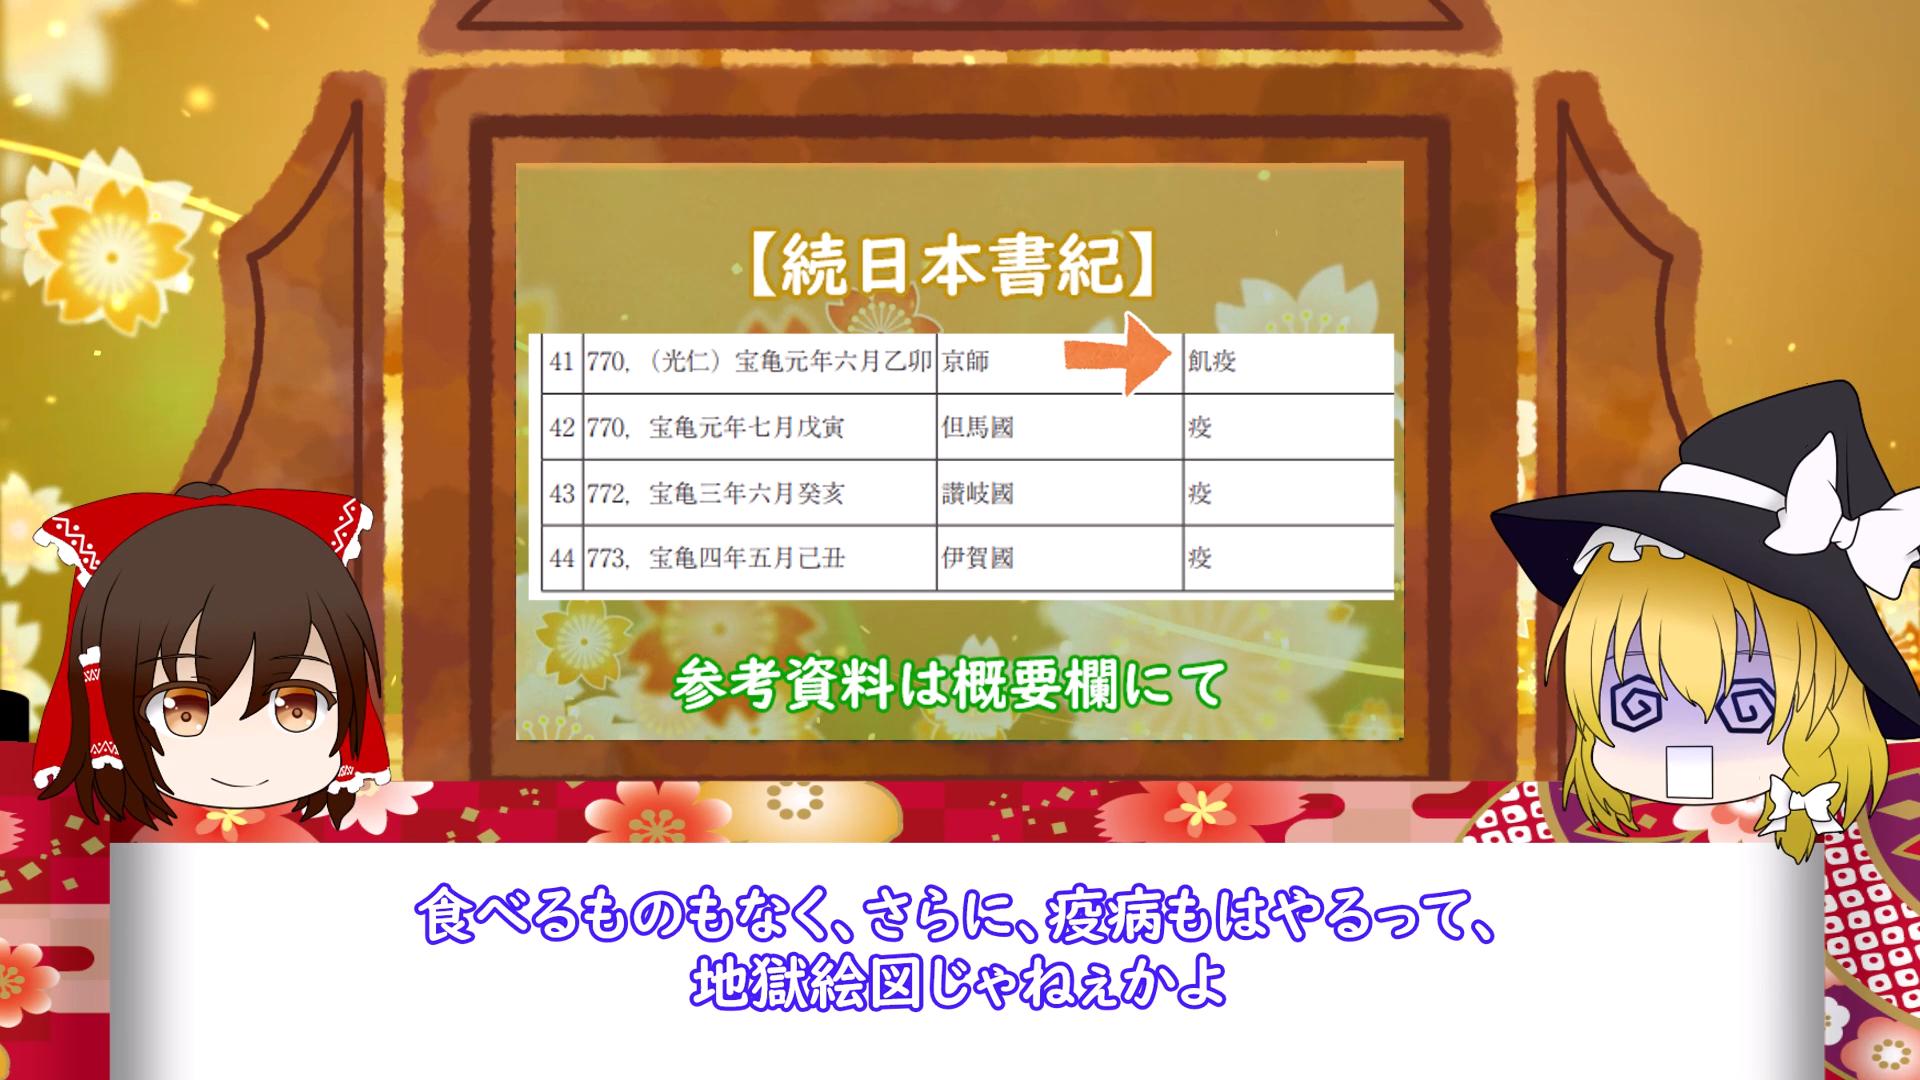 【続日本書紀】
41 770, （光仁）宝亀元年六月乙卯 京師 飢疫
42 770, 宝亀元年七月戊寅 但馬國 疫
43 772, 宝亀三年六月癸亥 讃岐國 疫
44 773, 宝亀四年五月己丑 伊賀國 疫
参考資料は概要欄にて
食べるものもなく、さらに、疫病もはやるって、
地獄絵図じゃねぇかよ